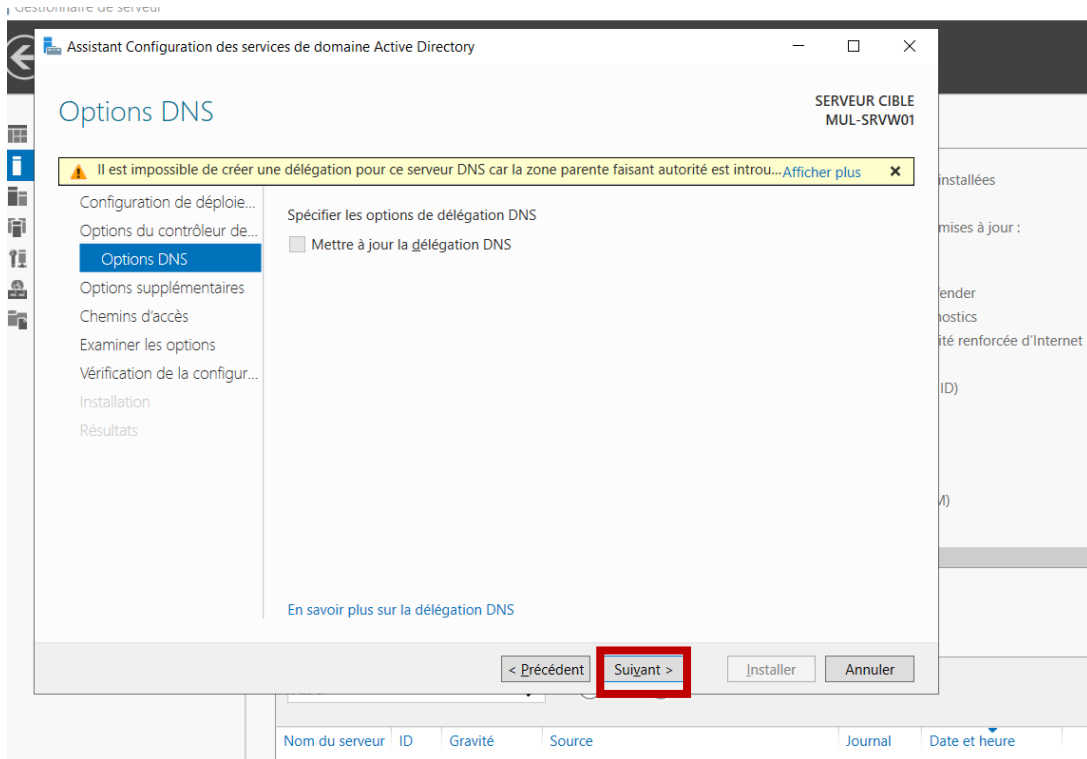 Gestionnaire de serveur
Assistant Configuration des services de domaine Active Directory
Options DNS
SERVEUR CIBLE
MUL-SRVW01
Il est impossible de créer une délégation pour ce serveur DNS car la zone parente faisant autorité est introu... Afficher plus
Configuration de déploie...
Options du contrôleur de...
Options DNS
Options supplémentaires
Chemins d'accès
Examiner les options
Vérification de la configur...
Installation
Résultats
Spécifier les options de délégation DNS
Mettre à jour la délégation DNS
En savoir plus sur la délégation DNS
< Précédent
Suivant >
Installer
Annuler
installées
mises à jour :
ender
nostics
ité renforcée d'Internet
ID)
Nom du serveur ID Gravité Source Journal Date et heure